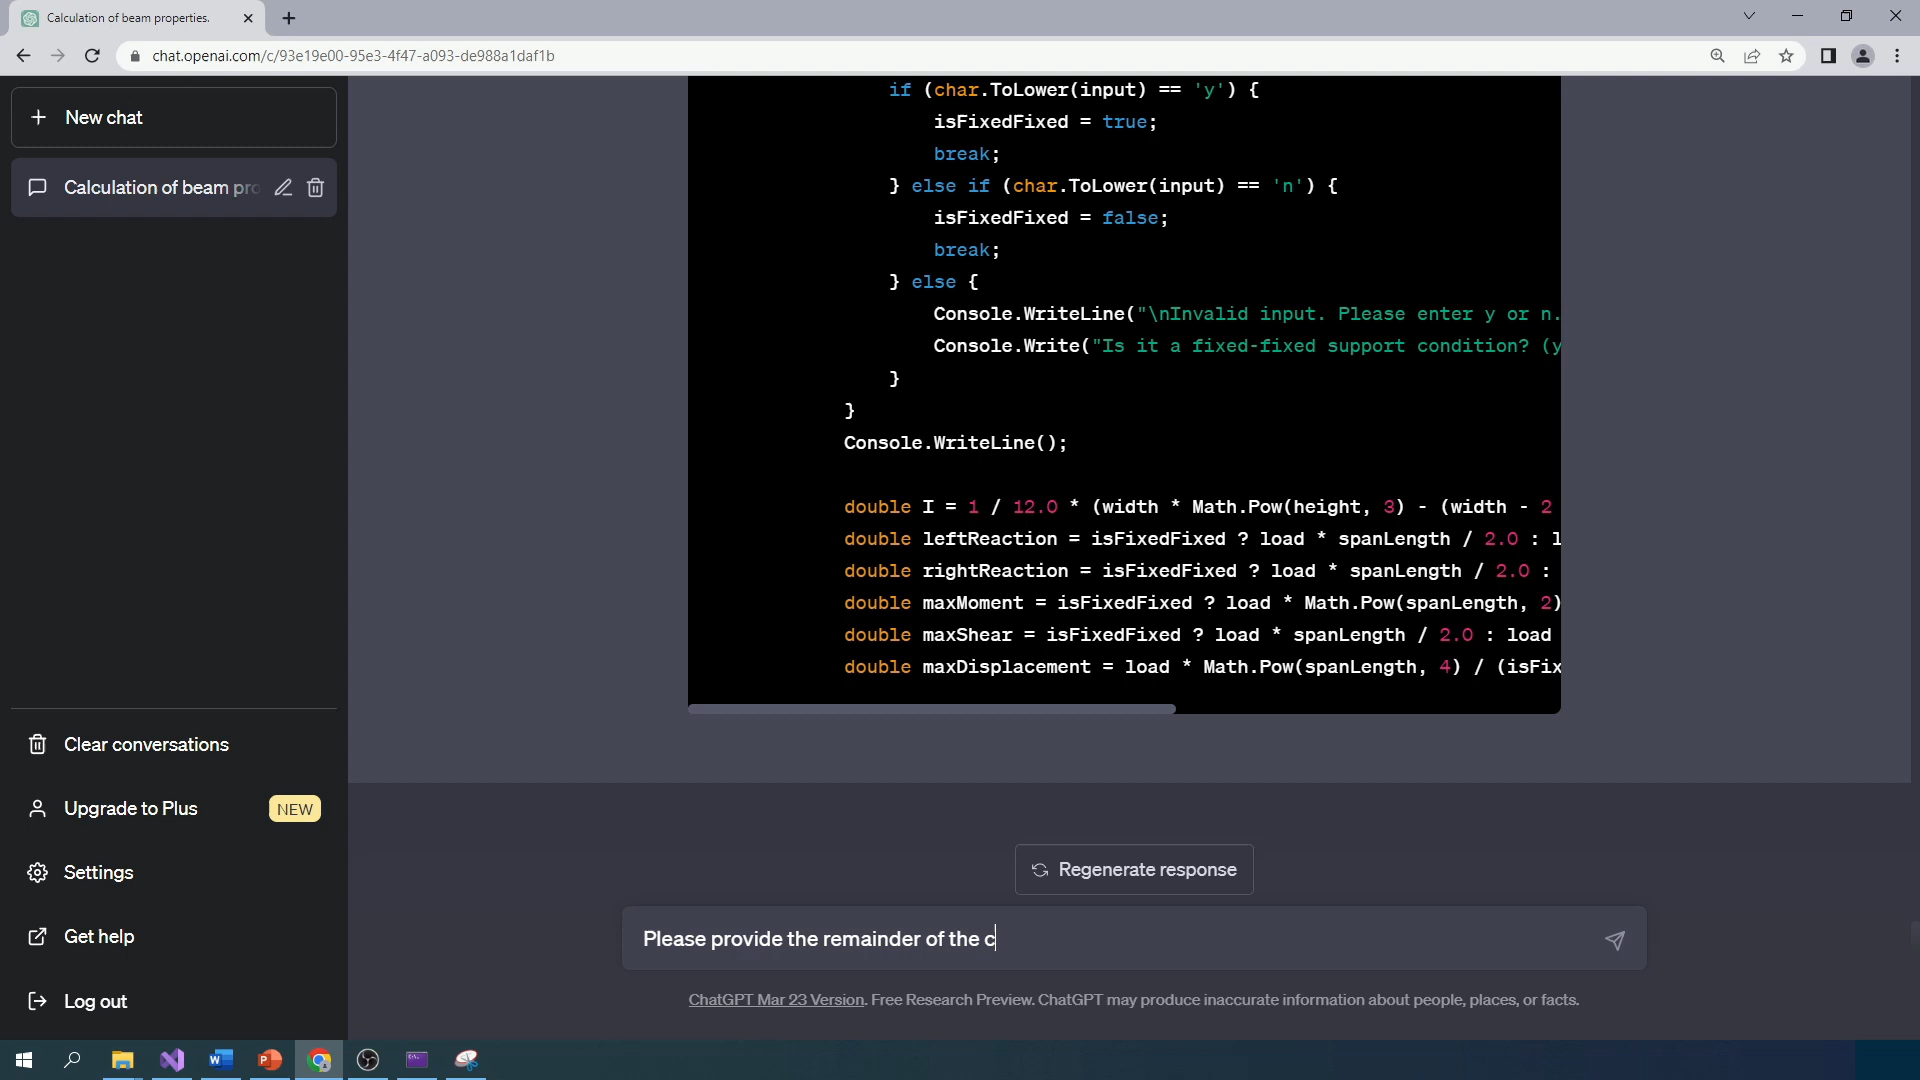 Calculation of beam properties.
chat.openai.com/c/93e19e00-95e3-4f47-a093-de988a1daf1b
New chat
Calculation of beam pro
if (char.ToLower(input) == 'y') {
isFixedFixed = true;
break;
} else if (char.ToLower(input) == 'n') {
isFixedFixed = false;
break;
} else {
Console.WriteLine("\nInvalid input. Please enter y or n.
Console.Write("Is it a fixed-fixed support condition? (y
}
}
Console.WriteLine();
double I = 1 / 12.0 * (width * Math.Pow(height, 3) - (width - 2
double leftReaction = isFixedFixed ? load * spanLength / 2.0 : l
double rightReaction = isFixedFixed ? load * spanLength / 2.0 :
double maxMoment = isFixedFixed ? load * Math.Pow(spanLength, 2)
double maxShear = isFixedFixed ? load * spanLength / 2.0 : load
double maxDisplacement = load * Math.Pow(spanLength, 4) / (isFix
Clear conversations
Upgrade to Plus NEW
Settings
Get help
Log out
Regenerate response
Please provide the remainder of the c
ChatGPT Mar 23 Version. Free Research Preview. ChatGPT may produce inaccurate information about people, places, or facts.